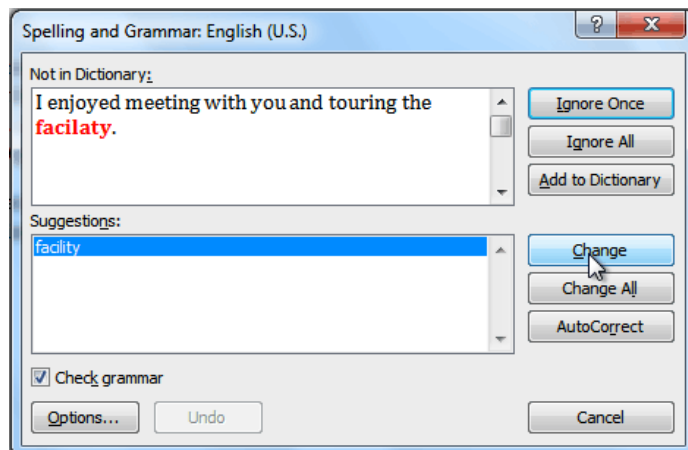 Spelling and Grammar: English (U.S.)
Not in Dictionary:
I enjoyed meeting with you and touring the
facilaty.
Ignore Once
Ignore All
Add to Dictionary
Suggestions:
facility
Change
Change All
AutoCorrect
Check grammar
Options...
Undo
Cancel